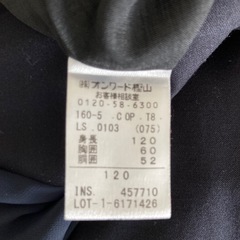 ㈱オンワード樫山
お客様相談室
0120-58-6300
160-5 COP T8
LS 0103 (075)
身長 120
胸囲 60
胴囲 52
120
INS. 457710
LOT-1-6171426